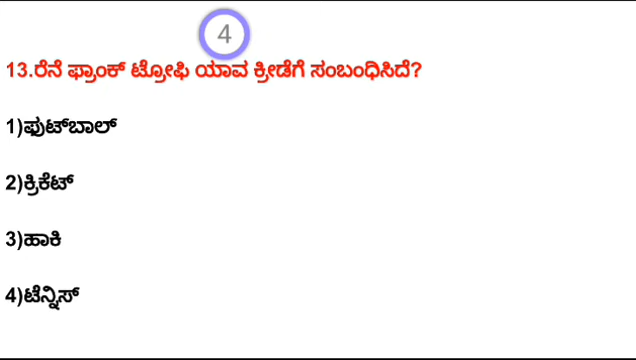 4
13.ರೆನೆ ಫ್ರಾಂಕ್ ಟ್ರೋಫಿ ಯಾವ ಕ್ರೀಡೆಗೆ ಸಂಬಂಧಿಸಿದೆ?
1)ಫುಟ್‌ಬಾಲ್
2)ಕ್ರಿಕೆಟ್
3)ಹಾಕಿ
4)ಟೆನ್ನಿಸ್